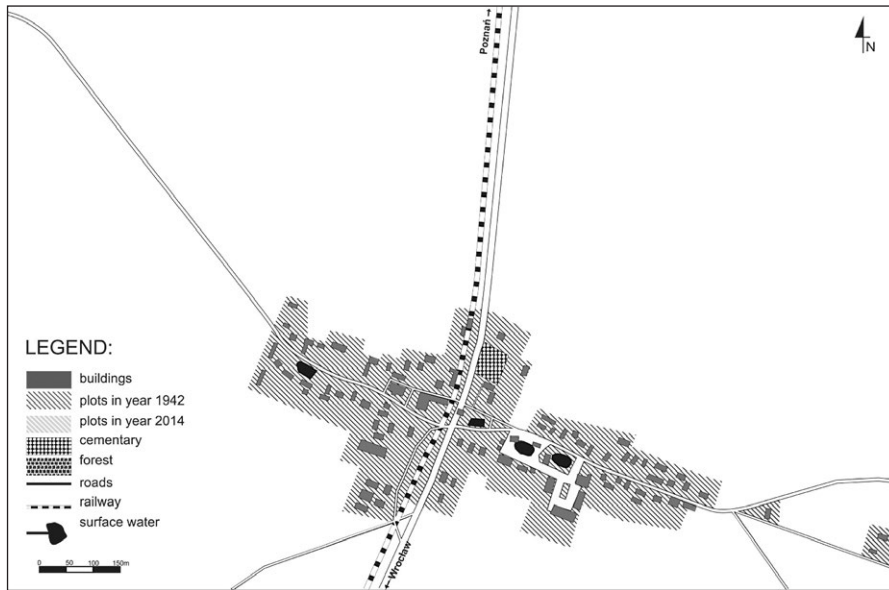 Poznań →
N
LEGEND:
buildings
plots in year 1942
plots in year 2014
cementary
forest
roads
railway
surface water
0 50 100 150m
← Wrocław